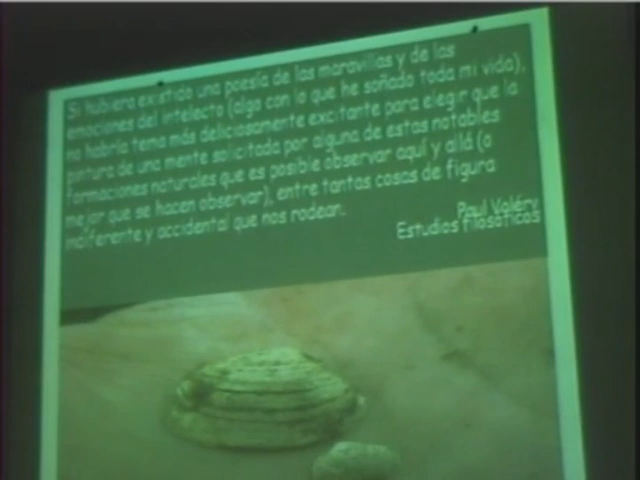 Si hubiera existido una poesía de las maravillas y de las
emociones del intelecto (algo con lo que he soñado toda mi vida),
no habría tema más deliciosamente excitante para elegir que la
pintura de una mente solicitada por alguna de estas notables
formaciones naturales que es posible observar aquí y allá (o
mejor que se hacen observar), entre tantas cosas de figura
indiferente y accidental que nos rodean.
Paul Valéry
Estudios filosóficos